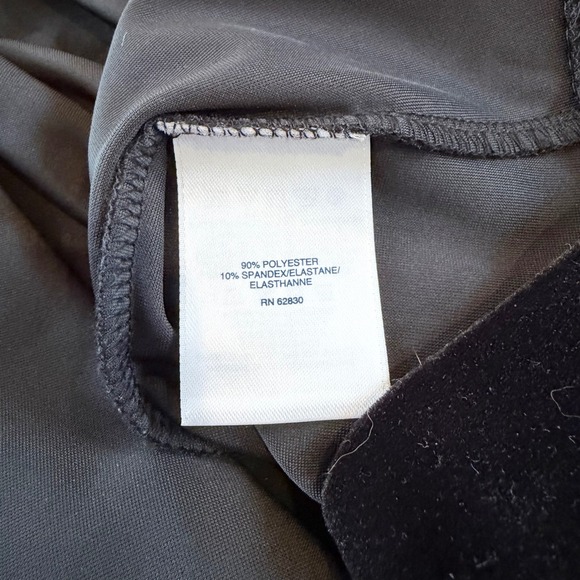 90% POLYESTER
10% SPANDEX/ELASTANE/
ELASTHANNE
RN 62830